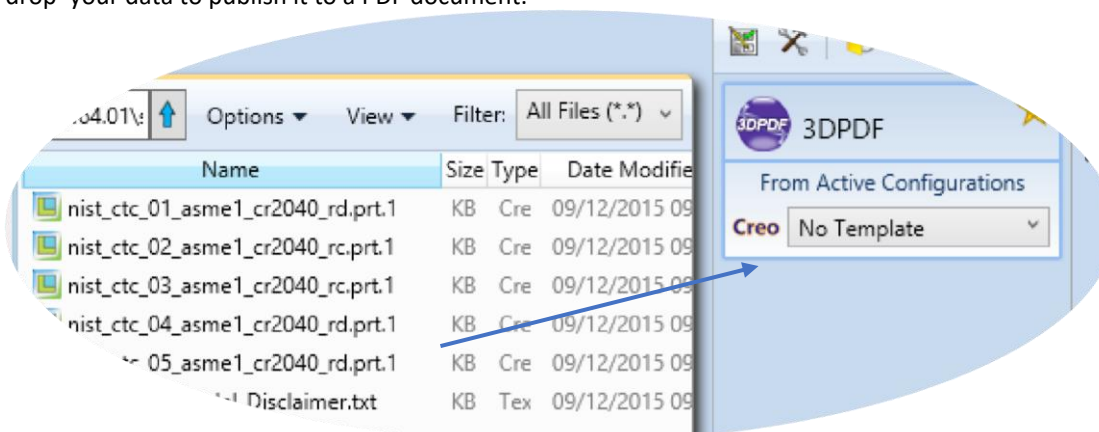 drop your data to publish it to a PDF document.
Options View Filter: All Files (*.*)
Name Size Type Date Modifie
nist_ctc_01_asme1_cr2040_rd.prt.1 KB Cre 09/12/2015 09
nist_ctc_02_asme1_cr2040_rc.prt.1 KB Cre 09/12/2015 09
nist_ctc_03_asme1_cr2040_rc.prt.1 KB Cre 09/12/2015 09
nist_ctc_04_asme1_cr2040_rd.prt.1 KB Cre 09/12/2015 09
05_asme1_cr2040_rd.prt.1 KB Cre 09/12/2015 09
Disclaimer.txt KB Tex 09/12/2015 09
3DPDF 3DPDF
From Active Configurations
Creo No Template